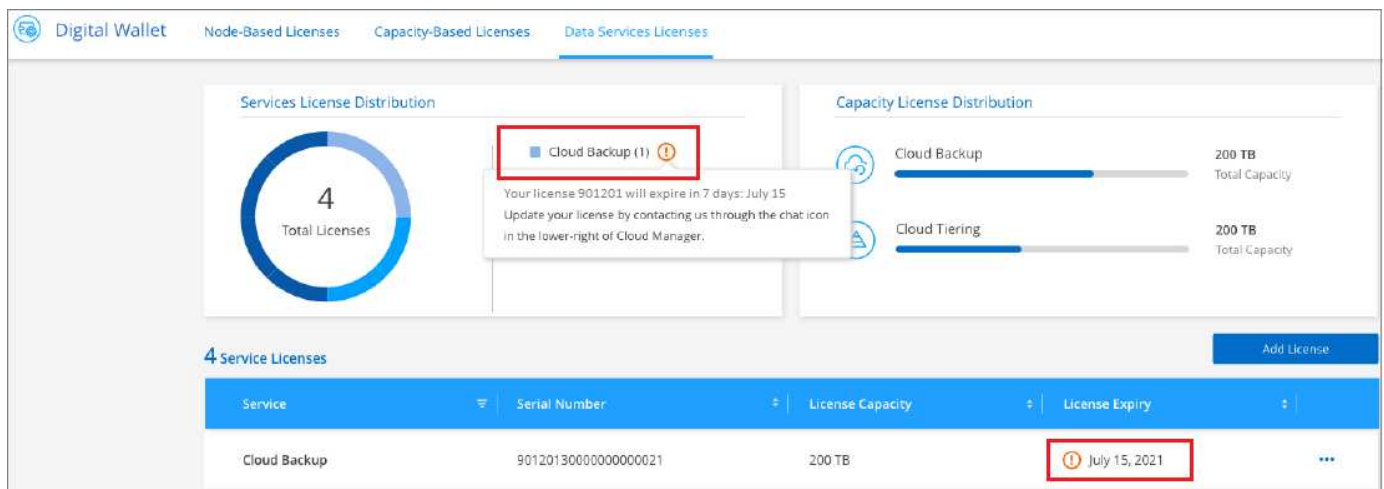 Digital Wallet
Node-Based Licenses
Capacity-Based Licenses
Data Services Licenses
Services License Distribution
4
Total Licenses
Cloud Backup (1)
Your license 901201 will expire in 7 days: July 15
Update your license by contacting us through the chat icon
in the lower-right of Cloud Manager.
Capacity License Distribution
Cloud Backup
200 TB
Total Capacity
Cloud Tiering
200 TB
Total Capacity
4 Service Licenses
Add License
Service
Serial Number
License Capacity
License Expiry
Cloud Backup
90120130000000000021
200 TB
July 15, 2021